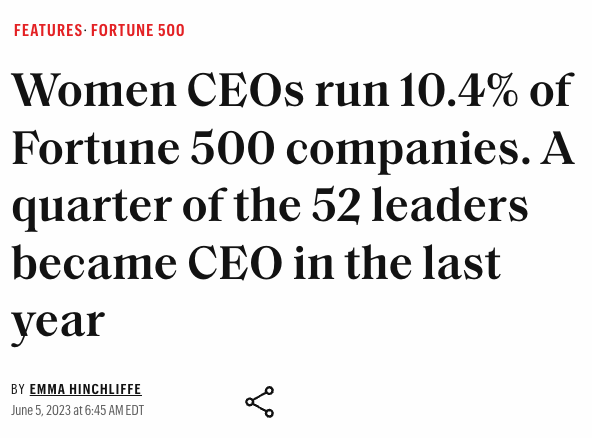 FEATURES· FORTUNE 500
Women CEOs run 10.4% of
Fortune 500 companies. A
quarter of the 52 leaders
became CEO in the last
year
BY EMMA HINCHLIFFE
June 5, 2023 at 6:45 AM EDT